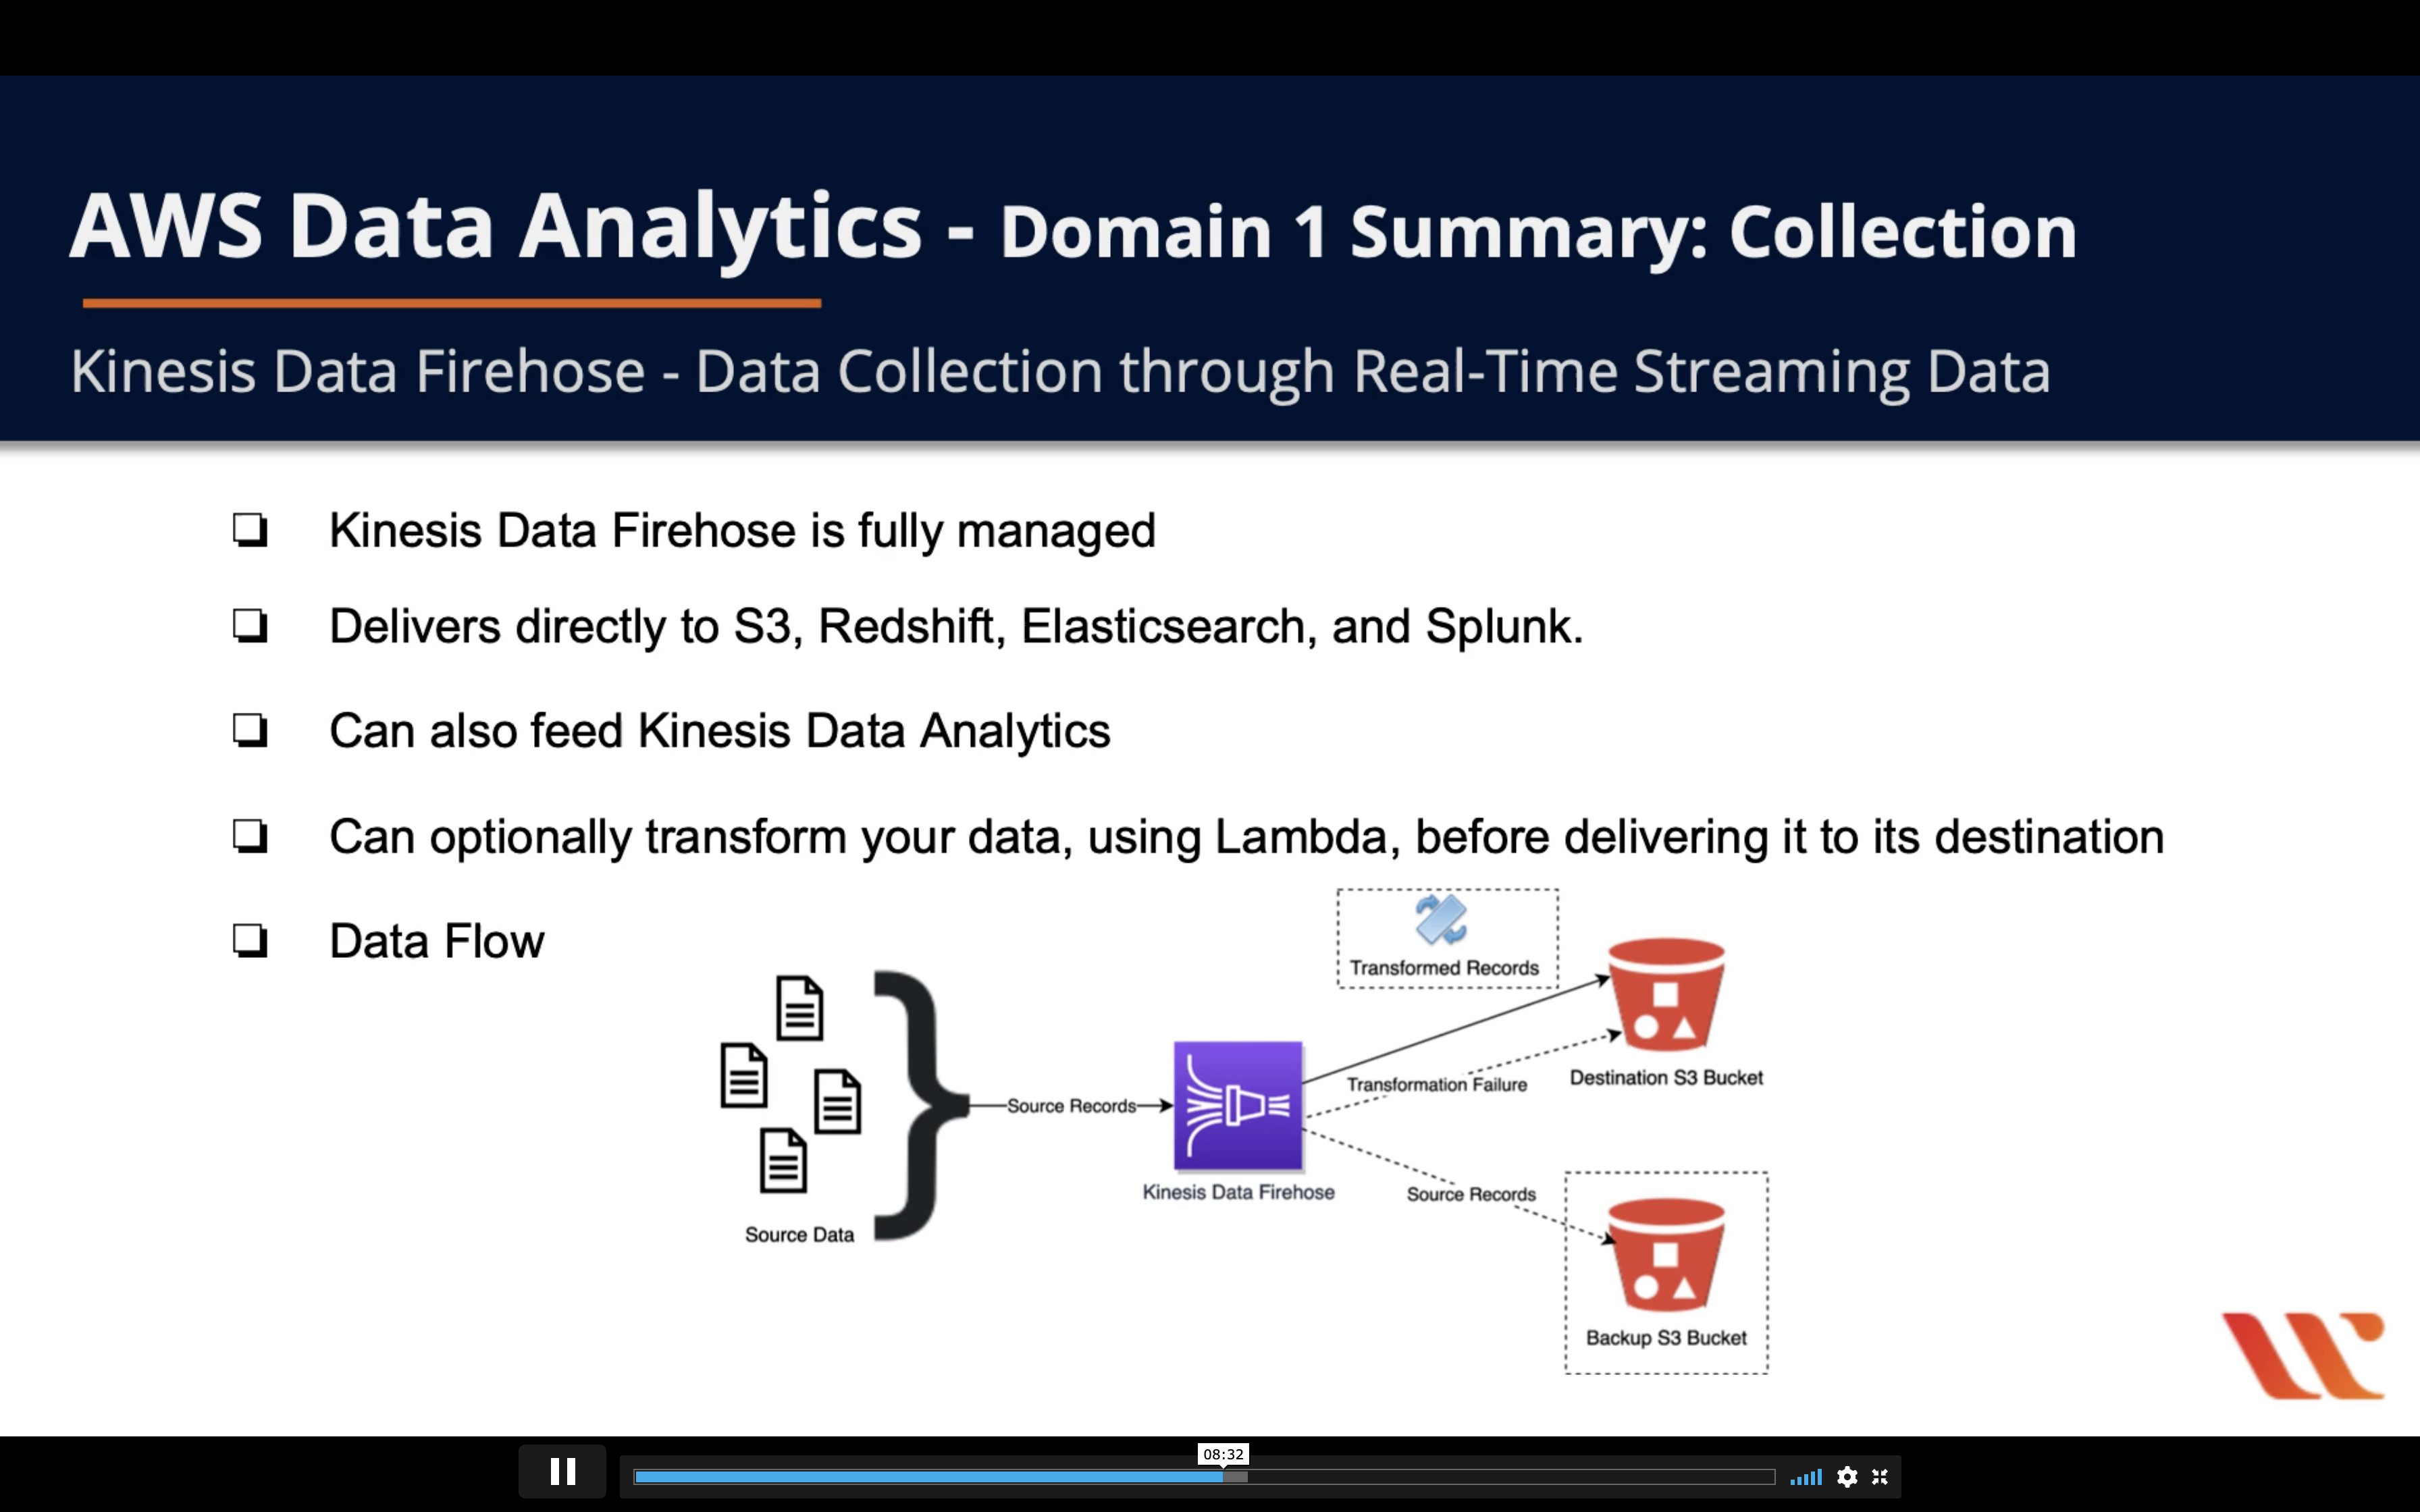 AWS Data Analytics - Domain 1 Summary: Collection
Kinesis Data Firehose - Data Collection through Real-Time Streaming Data
Kinesis Data Firehose is fully managed
Delivers directly to S3, Redshift, Elasticsearch, and Splunk.
Can also feed Kinesis Data Analytics
Can optionally transform your data, using Lambda, before delivering it to its destination
Data Flow
Transformed Records
Transformation Failure
Destination S3 Bucket
Source Records
Kinesis Data Firehose
Source Records
Source Data
Backup S3 Bucket
08:32